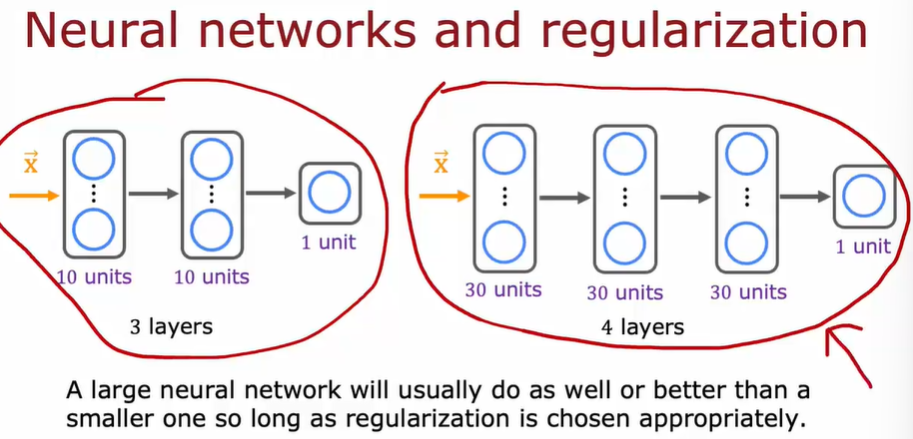 Neural networks and regularization
x⃗
10 units
10 units
1 unit
3 layers
x⃗
30 units
30 units
30 units
1 unit
4 layers
A large neural network will usually do as well or better than a
smaller one so long as regularization is chosen appropriately.